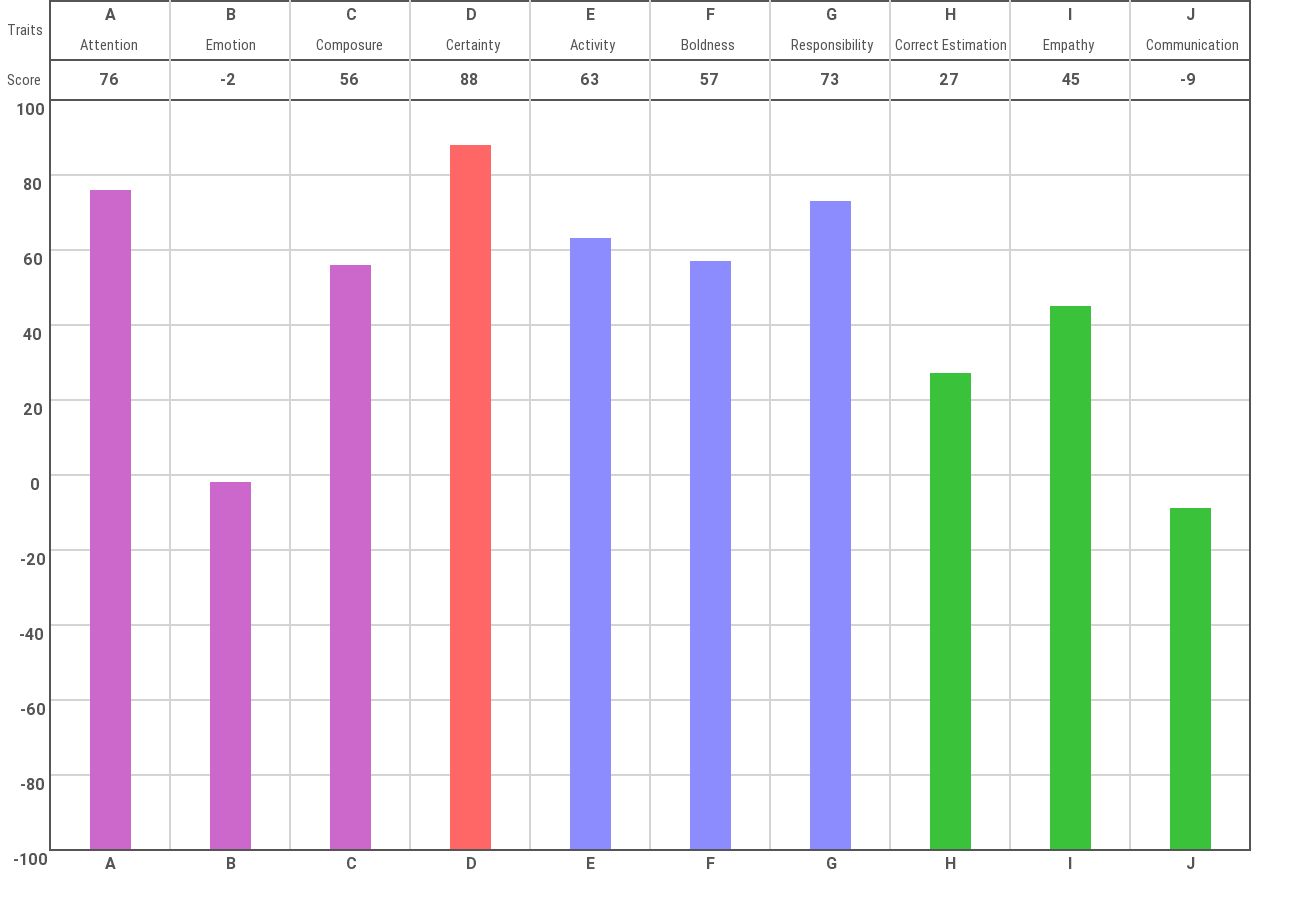 A B C D E F G H I J
Traits
Attention Emotion Composure Certainty Activity Boldness Responsibility Correct Estimation Empathy Communication
Score 76 -2 56 88 63 57 73 27 45 -9
100
80
60
40
20
0
-20
-40
-60
-80
-100
A B C D E F G H I J